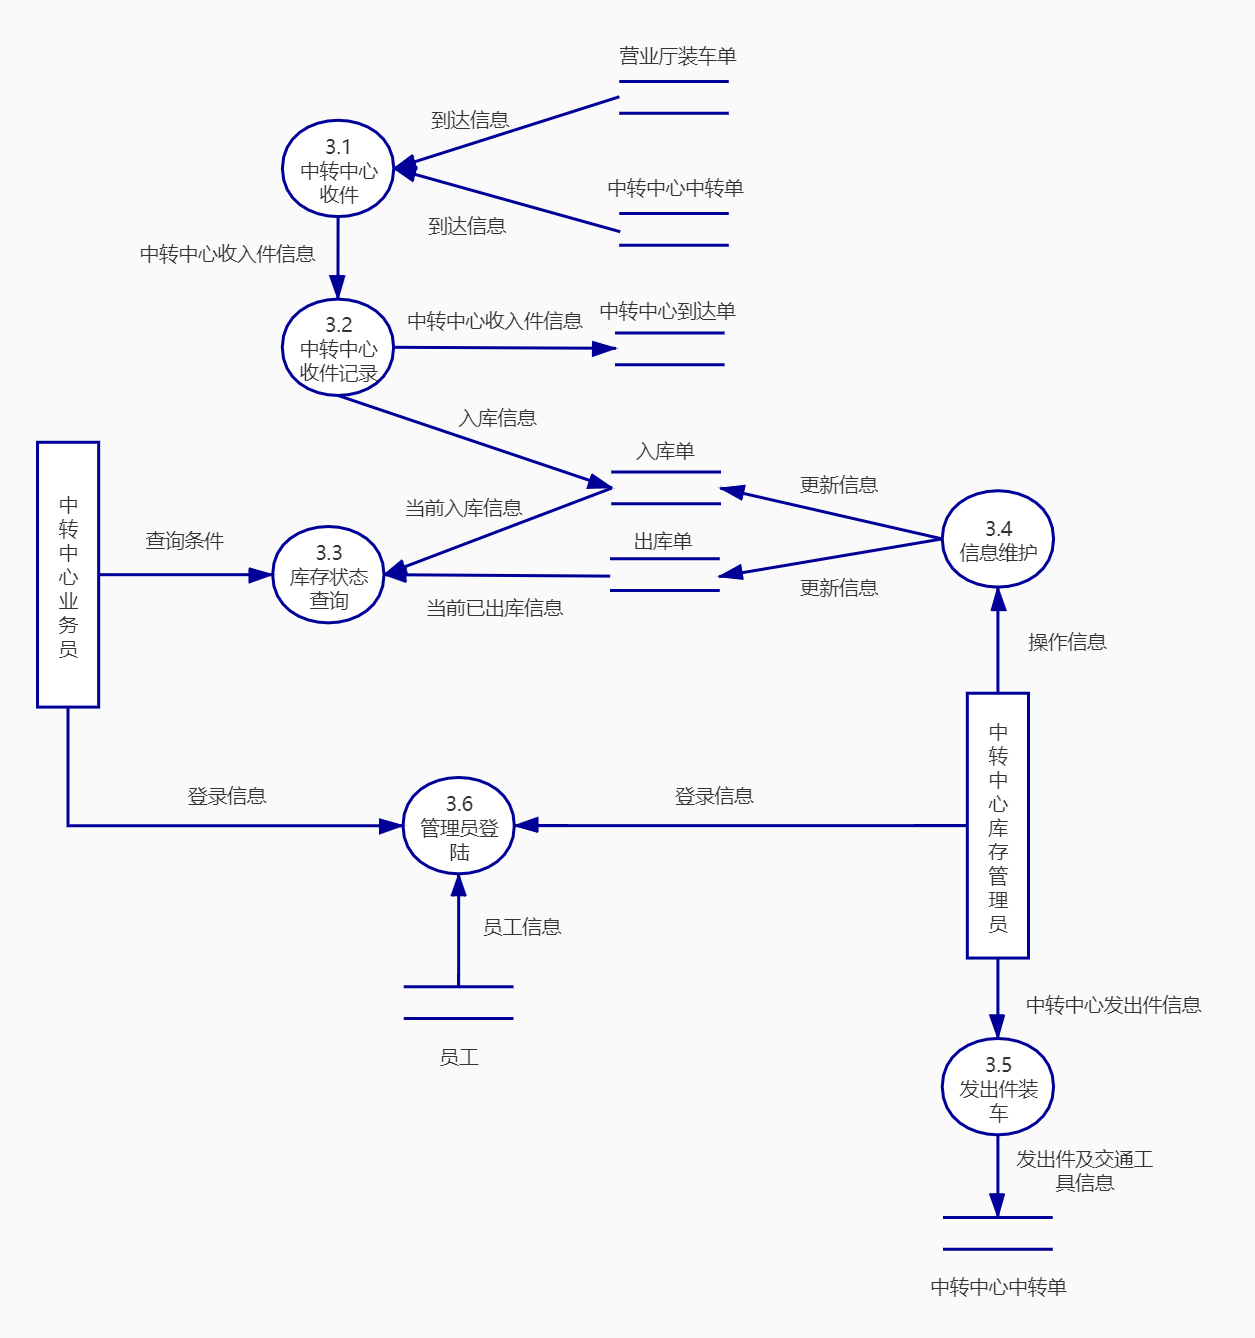 营业厅装车单
到达信息
3.1
中转中心
收件
中转中心中转单
到达信息
中转中心收入件信息
3.2
中转中心
收件记录
中转中心收入件信息
中转中心到达单
入库信息
入库单
更新信息
当前入库信息
中转中心业务员
查询条件
3.3
库存状态
查询
出库单
3.4
信息维护
更新信息
当前已出库信息
操作信息
中转中心库存管理员
登录信息
3.6
管理员登
陆
登录信息
员工信息
员工
中转中心发出件信息
3.5
发出件装
车
发出件及交通工
具信息
中转中心中转单